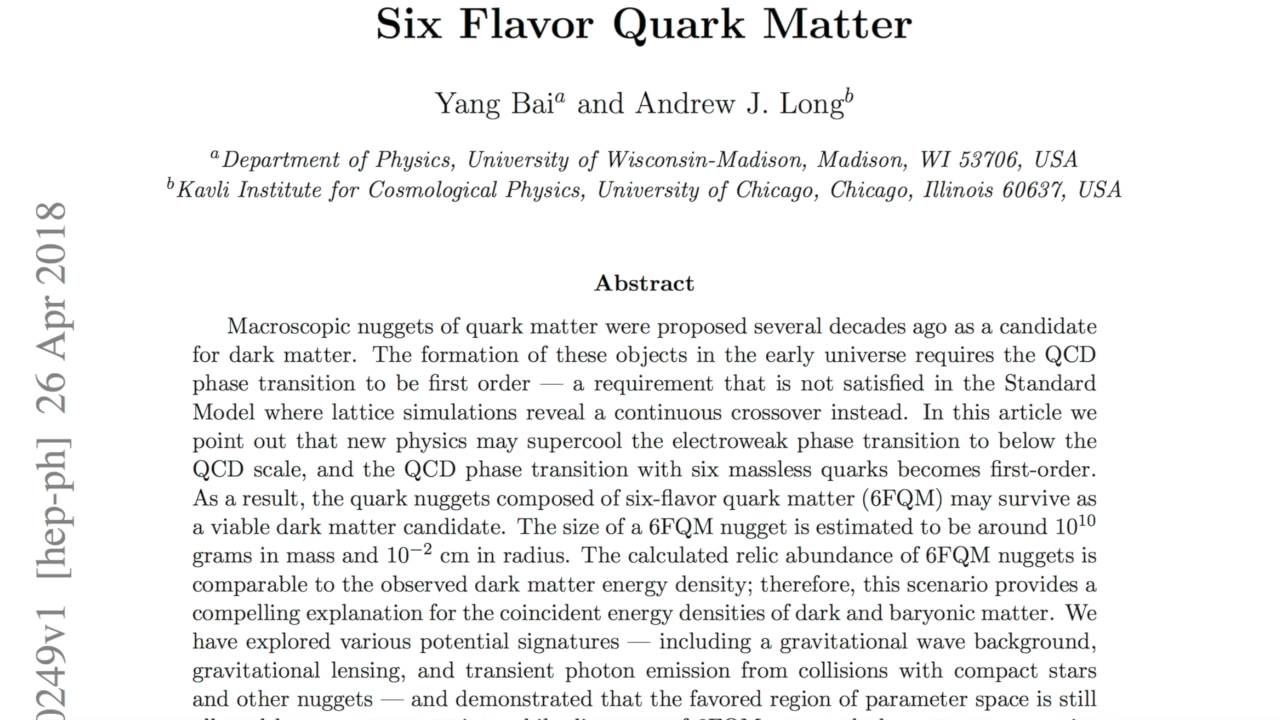 Six Flavor Quark Matter
Yang Baiᵃ and Andrew J. Longᵇ
ᵃDepartment of Physics, University of Wisconsin-Madison, Madison, WI 53706, USA
ᵇKavli Institute for Cosmological Physics, University of Chicago, Chicago, Illinois 60637, USA
Abstract
Macroscopic nuggets of quark matter were proposed several decades ago as a candidate
for dark matter. The formation of these objects in the early universe requires the QCD
phase transition to be first order — a requirement that is not satisfied in the Standard
Model where lattice simulations reveal a continuous crossover instead. In this article we
point out that new physics may supercool the electroweak phase transition to below the
QCD scale, and the QCD phase transition with six massless quarks becomes first-order.
As a result, the quark nuggets composed of six-flavor quark matter (6FQM) may survive as
a viable dark matter candidate. The size of a 6FQM nugget is estimated to be around 10¹⁰
grams in mass and 10⁻² cm in radius. The calculated relic abundance of 6FQM nuggets is
comparable to the observed dark matter energy density; therefore, this scenario provides a
compelling explanation for the coincident energy densities of dark and baryonic matter. We
have explored various potential signatures — including a gravitational wave background,
gravitational lensing, and transient photon emission from collisions with compact stars
and other nuggets — and demonstrated that the favored region of parameter space is still
0249v1 [hep-ph] 26 Apr 2018